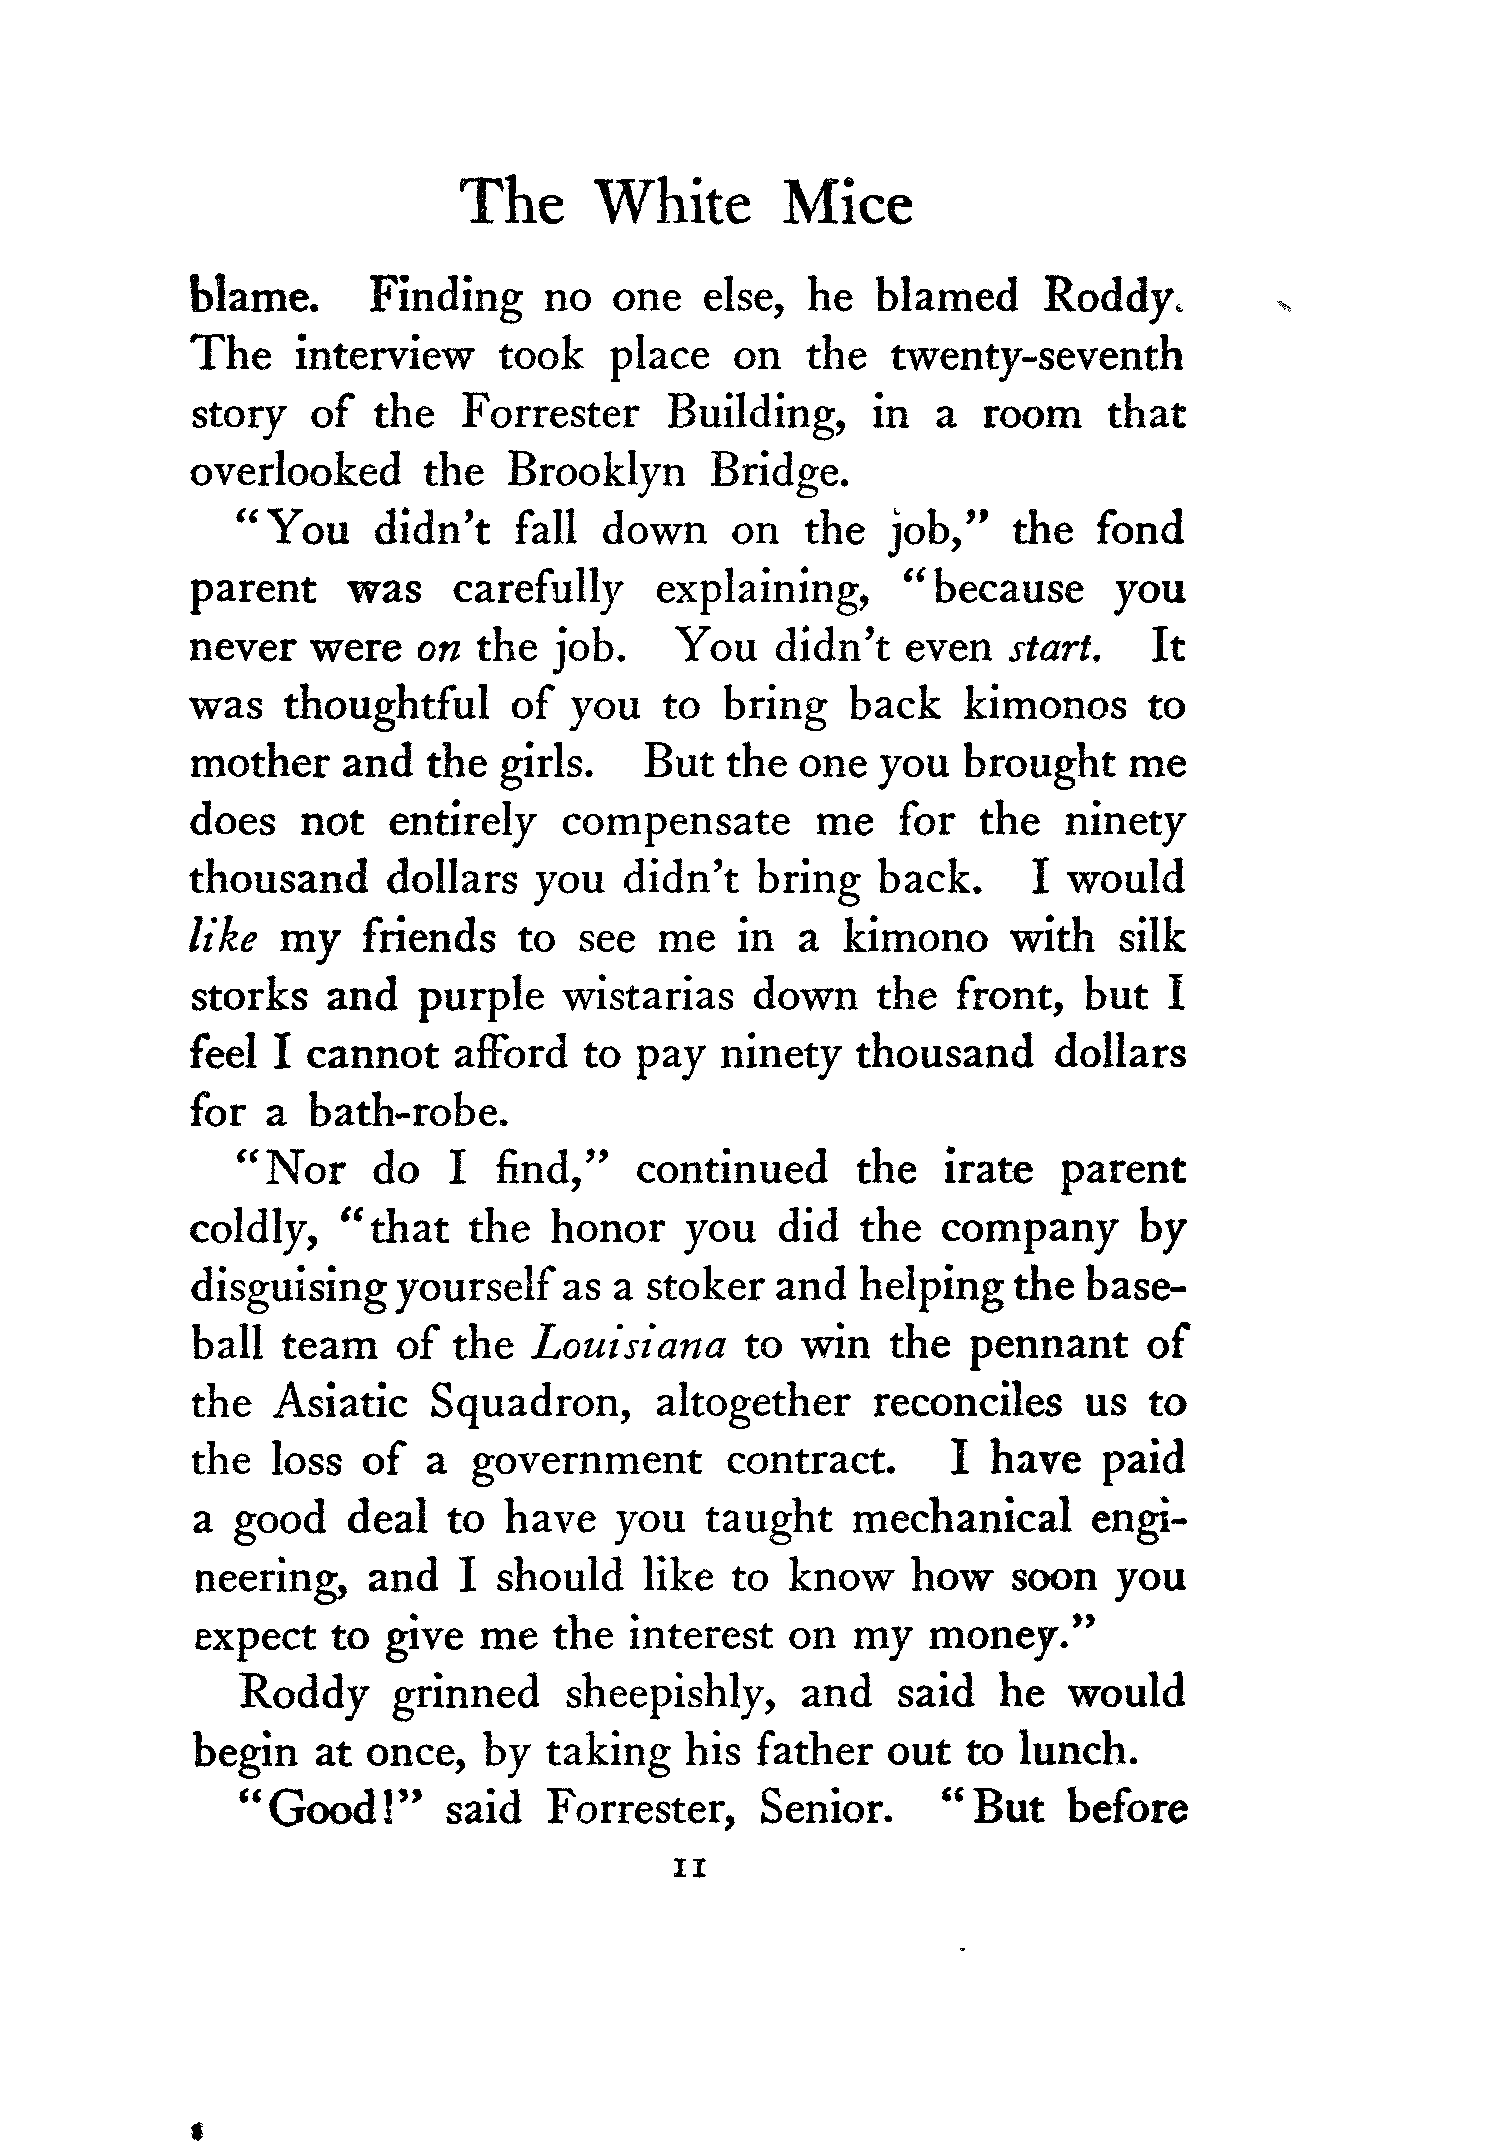 The White Mice
blame. Finding no one else, he blamed Roddy.
The interview took place on the twenty-seventh
story of the Forrester Building, in a room that
overlooked the Brooklyn Bridge.
"You didn't fall down on the job," the fond
parent was carefully explaining, "because you
never were on the job. You didn't even start. It
was thoughtful of you to bring back kimonos to
mother and the girls. But the one you brought me
does not entirely compensate me for the ninety
thousand dollars you didn't bring back. I would
like my friends to see me in a kimono with silk
storks and purple wistarias down the front, but I
feel I cannot afford to pay ninety thousand dollars
for a bath-robe.
"Nor do I find," continued the irate parent
coldly, "that the honor you did the company by
disguising yourself as a stoker and helping the base-
ball team of the Louisiana to win the pennant of
the Asiatic Squadron, altogether reconciles us to
the loss of a government contract. I have paid
a good deal to have you taught mechanical engi-
neering, and I should like to know how soon you
expect to give me the interest on my money."
Roddy grinned sheepishly, and said he would
begin at once, by taking his father out to lunch.
"Good!" said Forrester, Senior. "But before
11